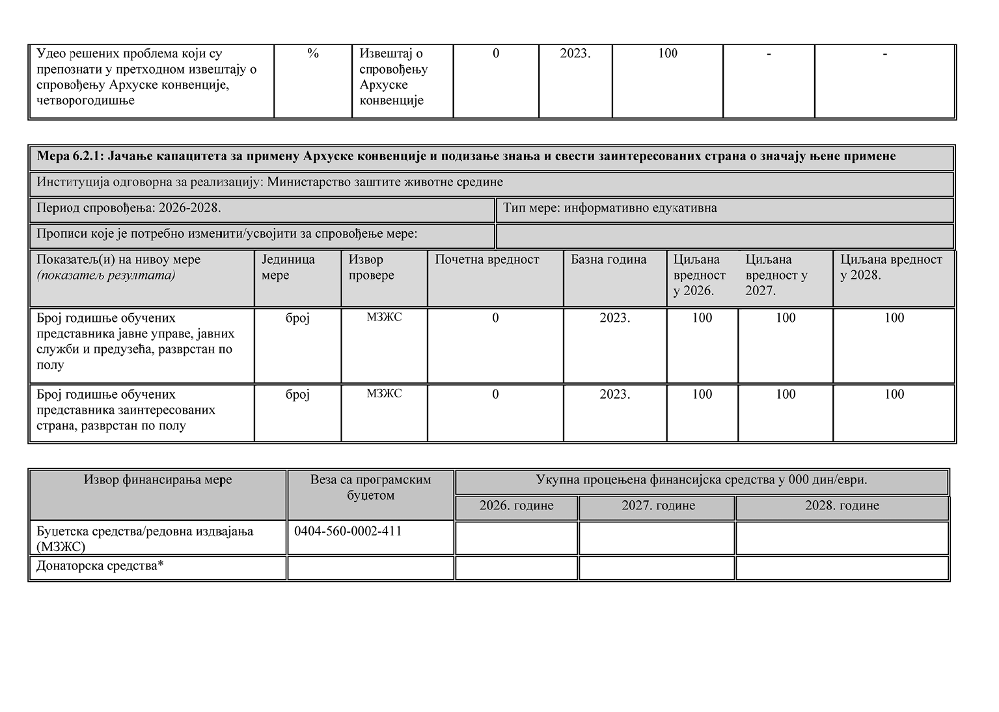 Удео решених проблема који су
препознати у претходном извештају о
спровођењу Архуске конвенције,
четворогодишње
%
Извештај о
спровођењу
Архуске
конвенције
0
2023.
100
-
-
Мера 6.2.1: Јачање капацитета за примену Архуске конвенције и подизање знања и свести заинтересованих страна о значају њене примене
Институција одговорна за реализацију: Министарство заштите животне средине
Период спровођења: 2026-2028.
Тип мере: информативно едукативна
Прописи које је потребно изменити/усвојити за спровођење мере:
Показатељ(и) на нивоу мере
(показатељ резултата)
Јединица
мере
Извор
провере
Почетна вредност
Базна година
Циљана
вредност
у 2026.
Циљана
вредност у
2027.
Циљана вредност
у 2028.
Број годишње обучених
представника јавне управе, јавних
служби и предузећа, разврстан по
полу
број
МЗЖС
0
2023.
100
100
100
Број годишње обучених
представника заинтересованих
страна, разврстан по полу
број
МЗЖС
0
2023.
100
100
100
Извор финансирања мере
Веза са програмским
буџетом
Укупна процењена финансијска средства у 000 дин/еври.
2026. године
2027. године
2028. године
Буџетска средства/редовна издвајања
(МЗЖС)
0404-560-0002-411
Донаторска средства*